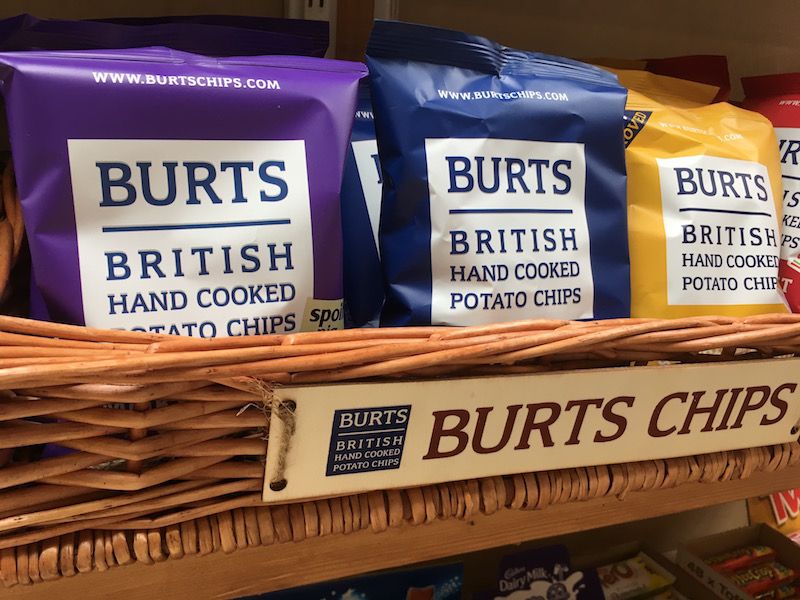 WWW.BURTSCHIPS.COM
BURTS
BRITISH
HAND COOKED
POTATO CHIPS
WWW.BURTSCHIPS.COM
BURTS
BRITISH
HAND COOKED
POTATO CHIPS
BURTS
BRITISH
HAND COOKED
POTATO CHIPS
BURTS
BRITISH
HAND COOKED
POTATO CHIPS
BURTS CHIPS
Cadbury
Dairy Milk